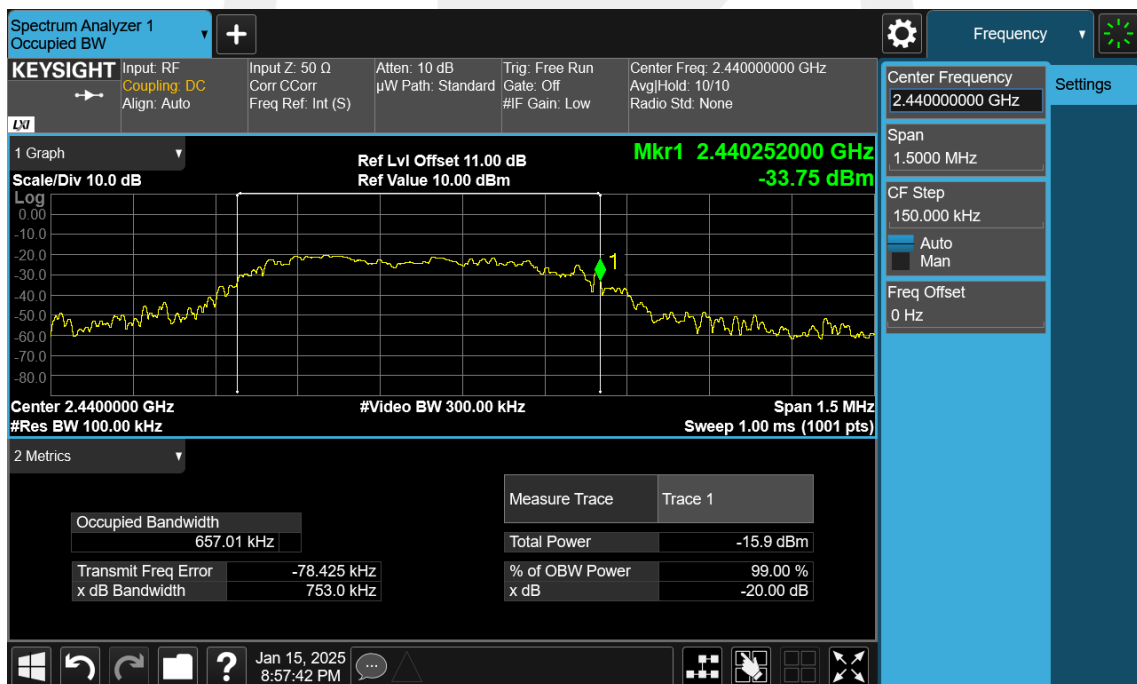 Spectrum Analyzer 1
Occupied BW
+
Frequency
KEYSIGHT
LXI
Input: RF
Coupling: DC
Align: Auto
Input Z: 50 Ω
Corr CCorr
Freq Ref: Int (S)
Atten: 10 dB
µW Path: Standard
Trig: Free Run
Gate: Off
#IF Gain: Low
Center Freq: 2.440000000 GHz
Avg|Hold: 10/10
Radio Std: None
Center Frequency
2.440000000 GHz
Settings
Span
1.5000 MHz
CF Step
150.000 kHz
Auto
Man
Freq Offset
0 Hz
1 Graph
Scale/Div 10.0 dB
Ref Lvl Offset 11.00 dB
Ref Value 10.00 dBm
Mkr1 2.440252000 GHz
-33.75 dBm
Log
0.00
-10.0
-20.0
-30.0
-40.0
-50.0
-60.0
-70.0
-80.0
1
Center 2.4400000 GHz
#Res BW 100.00 kHz
#Video BW 300.00 kHz
Span 1.5 MHz
Sweep 1.00 ms (1001 pts)
2 Metrics
Occupied Bandwidth
657.01 kHz
Transmit Freq Error -78.425 kHz
x dB Bandwidth 753.0 kHz
Measure Trace Trace 1
Total Power -15.9 dBm
% of OBW Power 99.00 %
x dB -20.00 dB
?
Jan 15, 2025
8:57:42 PM